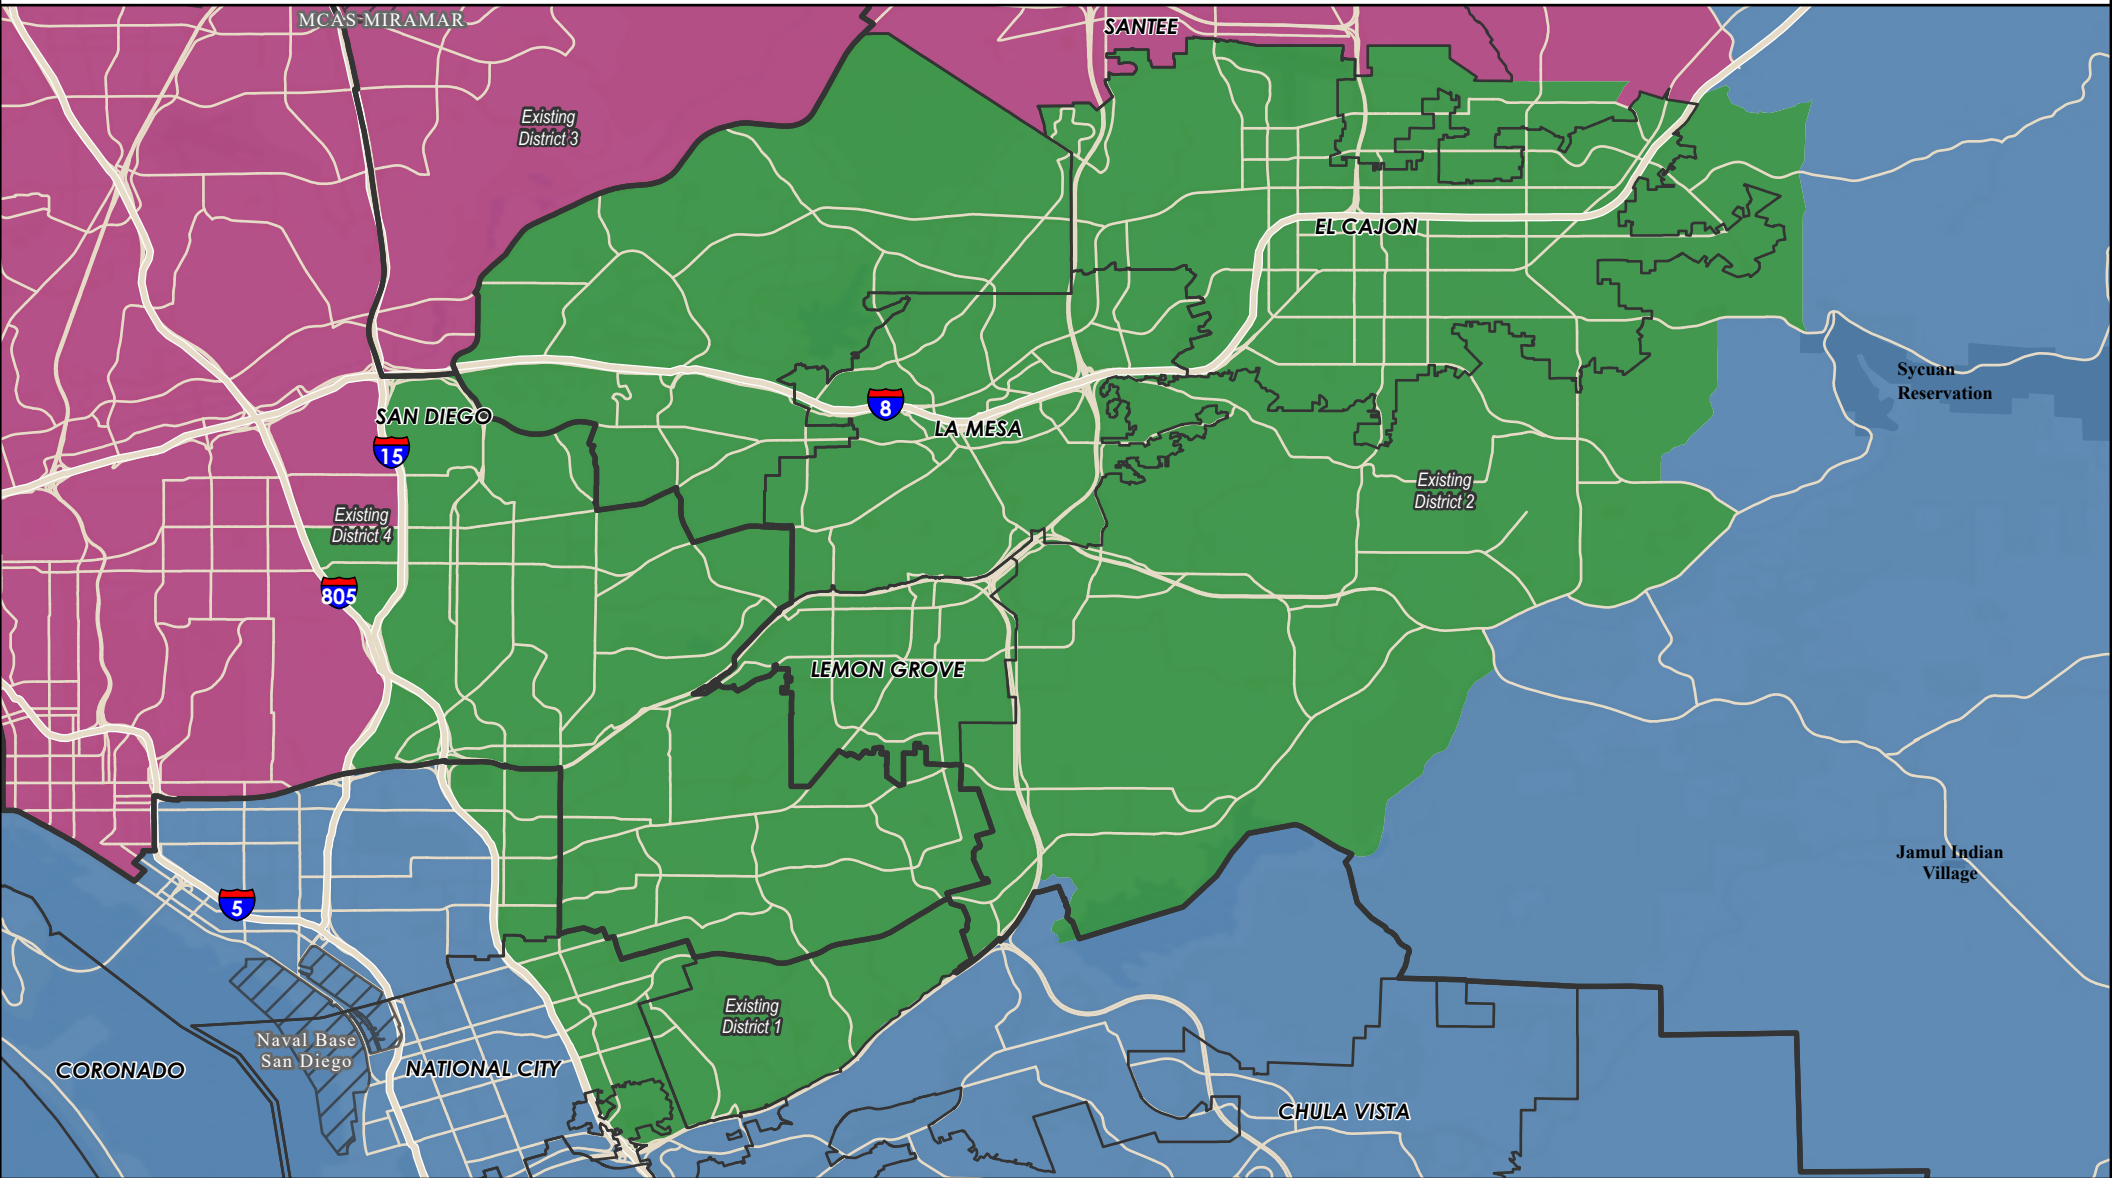 MCAS MIRAMAR
SANTEE
Existing
District 3
EL CAJON
Sycuan
Reservation
8
SAN DIEGO
LA MESA
15
Existing
District 2
Existing
District 4
805
LEMON GROVE
Jamul Indian
Village
5
Existing
District 1
Naval Base
San Diego
CORONADO
NATIONAL CITY
CHULA VISTA